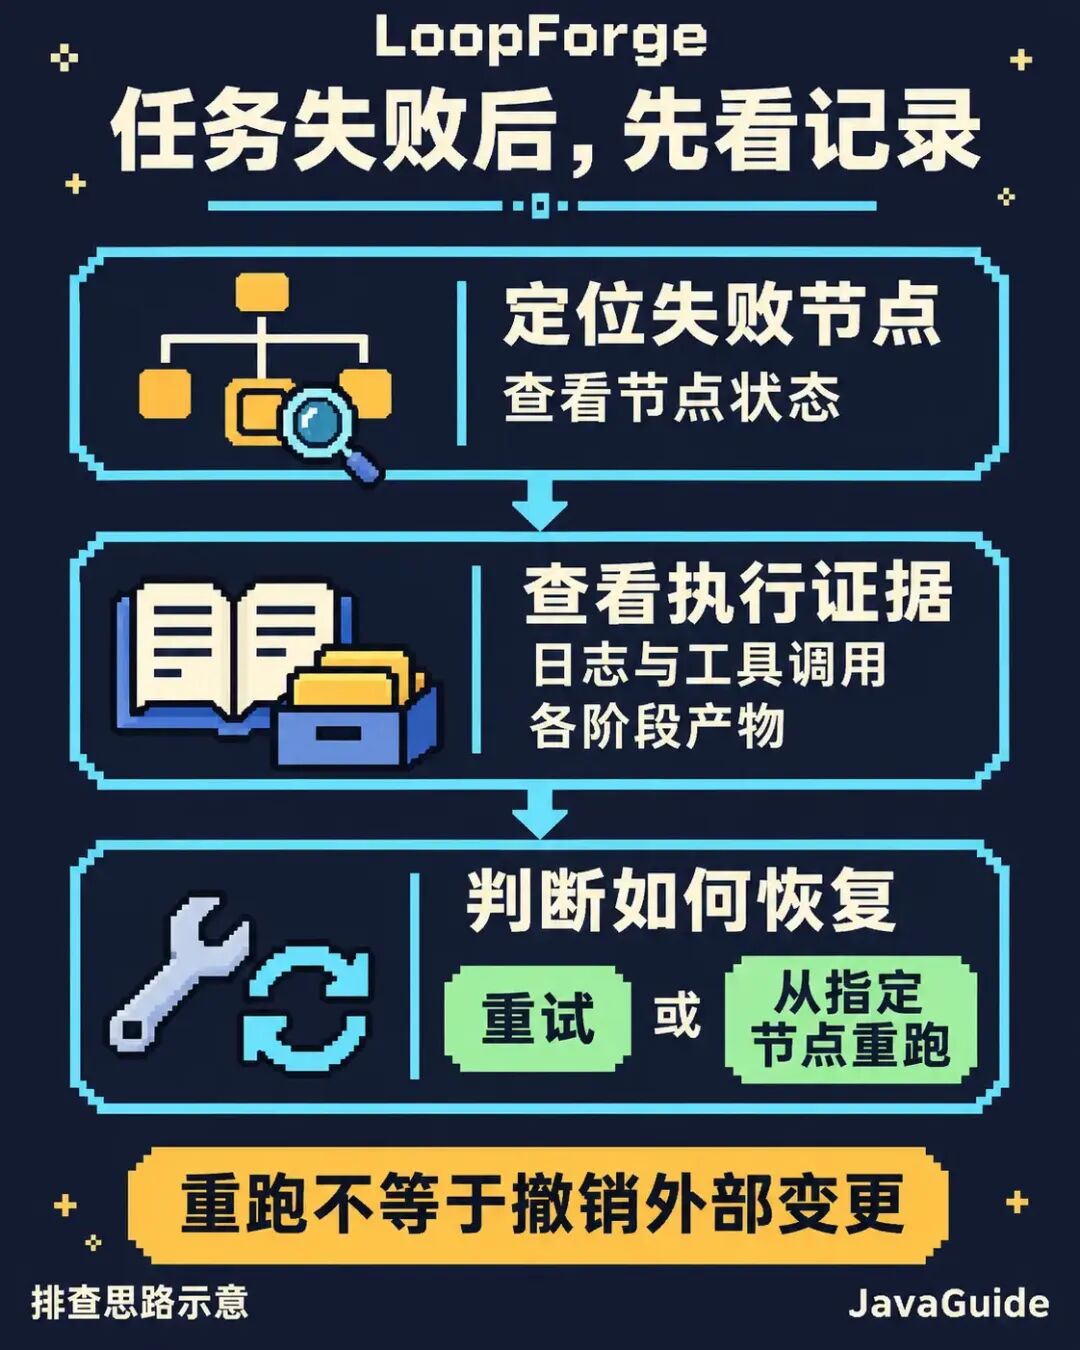 LoopForge
任务失败后，先看记录
定位失败节点
查看节点状态
查看执行证据
日志与工具调用
各阶段产物
判断如何恢复
重试 或 从指定
节点重跑
重跑不等于撤销外部变更
排查思路示意
JavaGuide